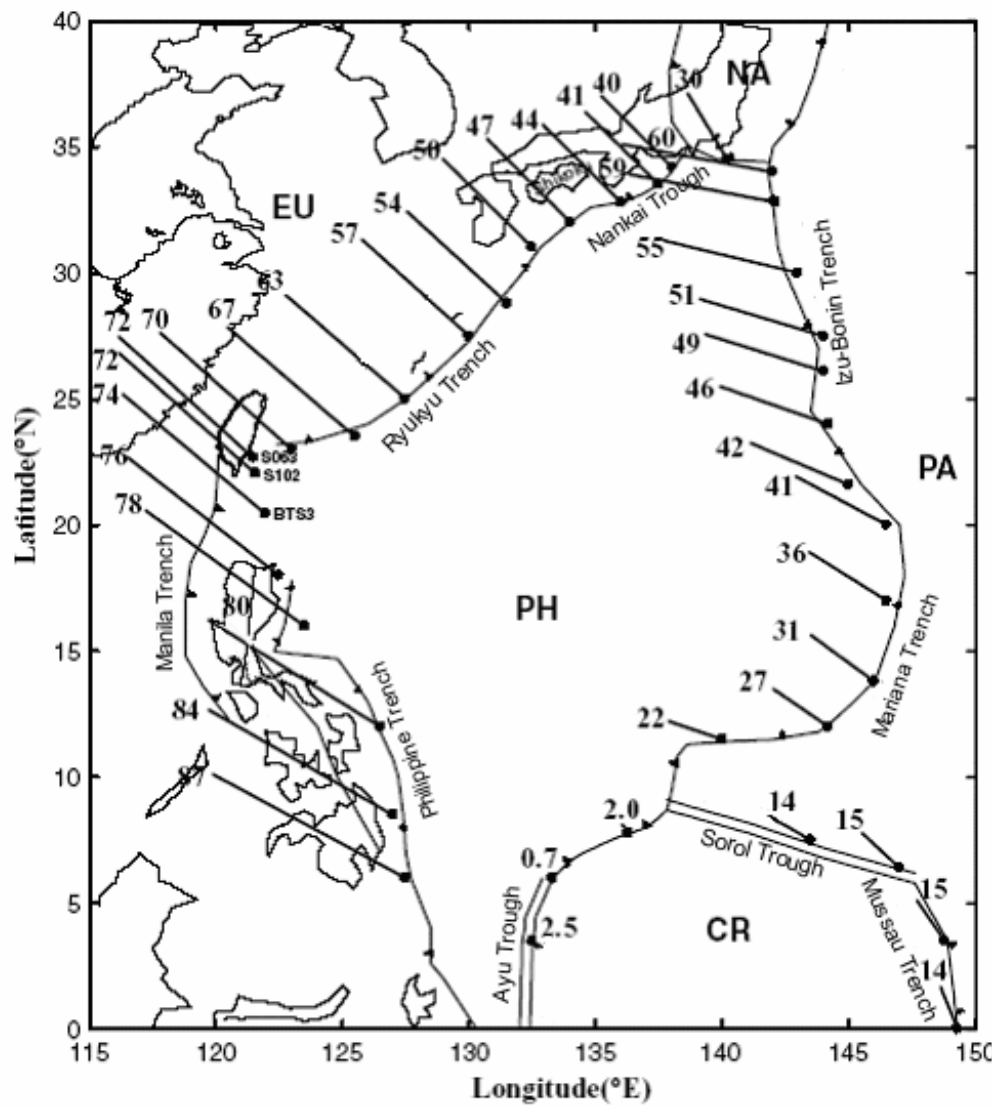 40
35
30
25
20
15
10
5
0
Latitude(°N)
115
120
125
130
135
140
145
150
Longitude(°E)
NA
EU
PA
PH
CR
30
40
41
44
47
50
54
57
63
67
70
72
72
74
76
78
80
84
87
60
59
55
51
49
46
42
41
36
31
27
22
2.0
0.7
2.5
14
15
15
14
S063
S102
BTS3
Shikoku
Nankai Trough
Izu-Bonin Trench
Ryukyu Trench
Manila Trench
Philippine Trench
Mariana Trench
Sorol Trough
Mussau Trench
Ayu Trough